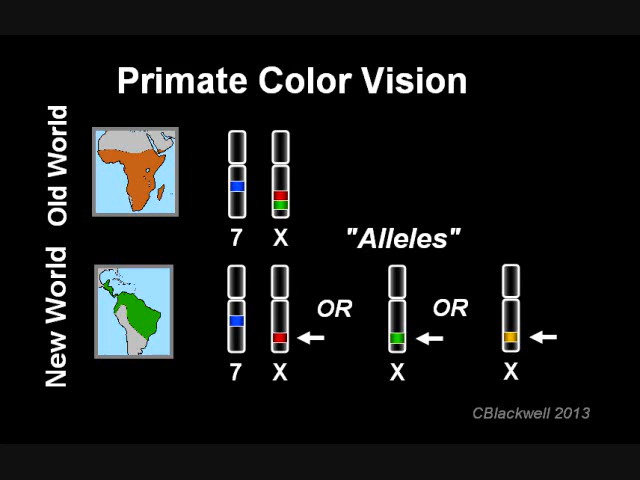 Primate Color Vision
Old World
7 X
"Alleles"
New World
OR OR
7 X X X
CBlackwell 2013